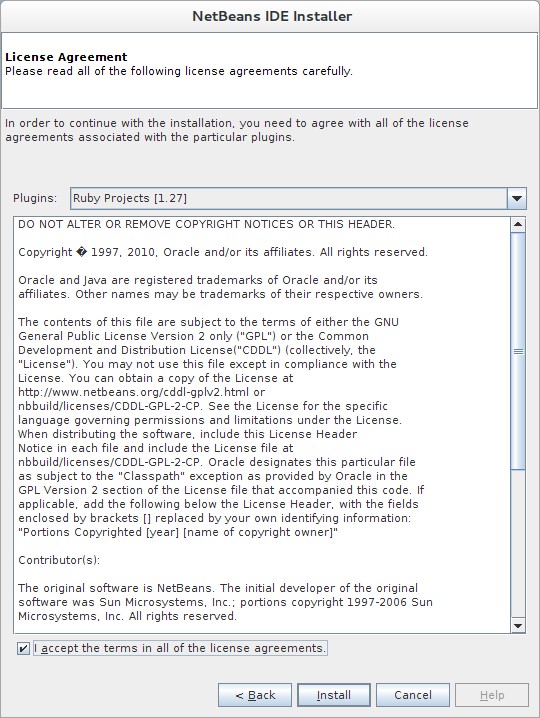 NetBeans IDE Installer
License Agreement
Please read all of the following license agreements carefully.
In order to continue with the installation, you need to agree with all of the license
agreements associated with the particular plugins.
Plugins: Ruby Projects [1.27]
DO NOT ALTER OR REMOVE COPYRIGHT NOTICES OR THIS HEADER.
Copyright � 1997, 2010, Oracle and/or its affiliates. All rights reserved.
Oracle and Java are registered trademarks of Oracle and/or its
affiliates. Other names may be trademarks of their respective owners.
The contents of this file are subject to the terms of either the GNU
General Public License Version 2 only ("GPL") or the Common
Development and Distribution License("CDDL") (collectively, the
"License"). You may not use this file except in compliance with the
License. You can obtain a copy of the License at
http://www.netbeans.org/cddl-gplv2.html or
nbbuild/licenses/CDDL-GPL-2-CP. See the License for the specific
language governing permissions and limitations under the License.
When distributing the software, include this License Header
Notice in each file and include the License file at
nbbuild/licenses/CDDL-GPL-2-CP. Oracle designates this particular file
as subject to the "Classpath" exception as provided by Oracle in the
GPL Version 2 section of the License file that accompanied this code. If
applicable, add the following below the License Header, with the fields
enclosed by brackets [] replaced by your own identifying information:
"Portions Copyrighted [year] [name of copyright owner]"
Contributor(s):
The original software is NetBeans. The initial developer of the original
software was Sun Microsystems, Inc.; portions copyright 1997-2006 Sun
Microsystems, Inc. All rights reserved.
I accept the terms in all of the license agreements.
< Back Install Cancel Help